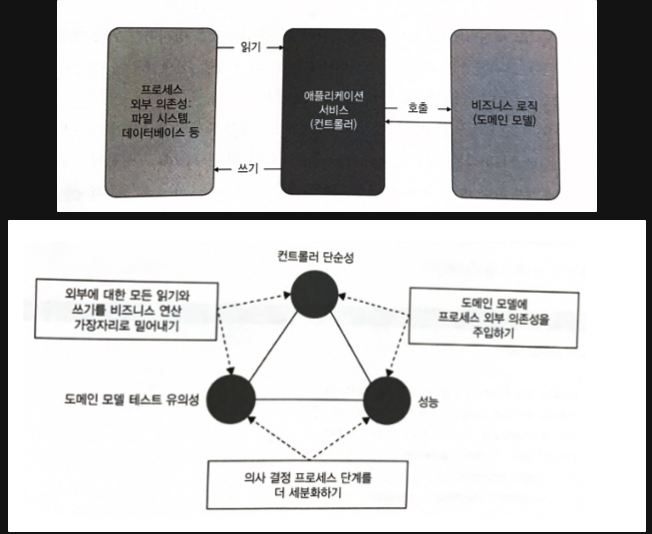 프로세스
외부 의존성:
파일 시스템,
데이터베이스 등
읽기
쓰기
애플리케이션
서비스
(컨트롤러)
호출
비즈니스 로직
(도메인 모델)
컨트롤러 단순성
외부에 대한 모든 읽기와
쓰기를 비즈니스 연산
가장자리로 밀어내기
도메인 모델에
프로세스 외부 의존성을
주입하기
도메인 모델 테스트 유의성
성능
의사 결정 프로세스 단계를
더 세분화하기